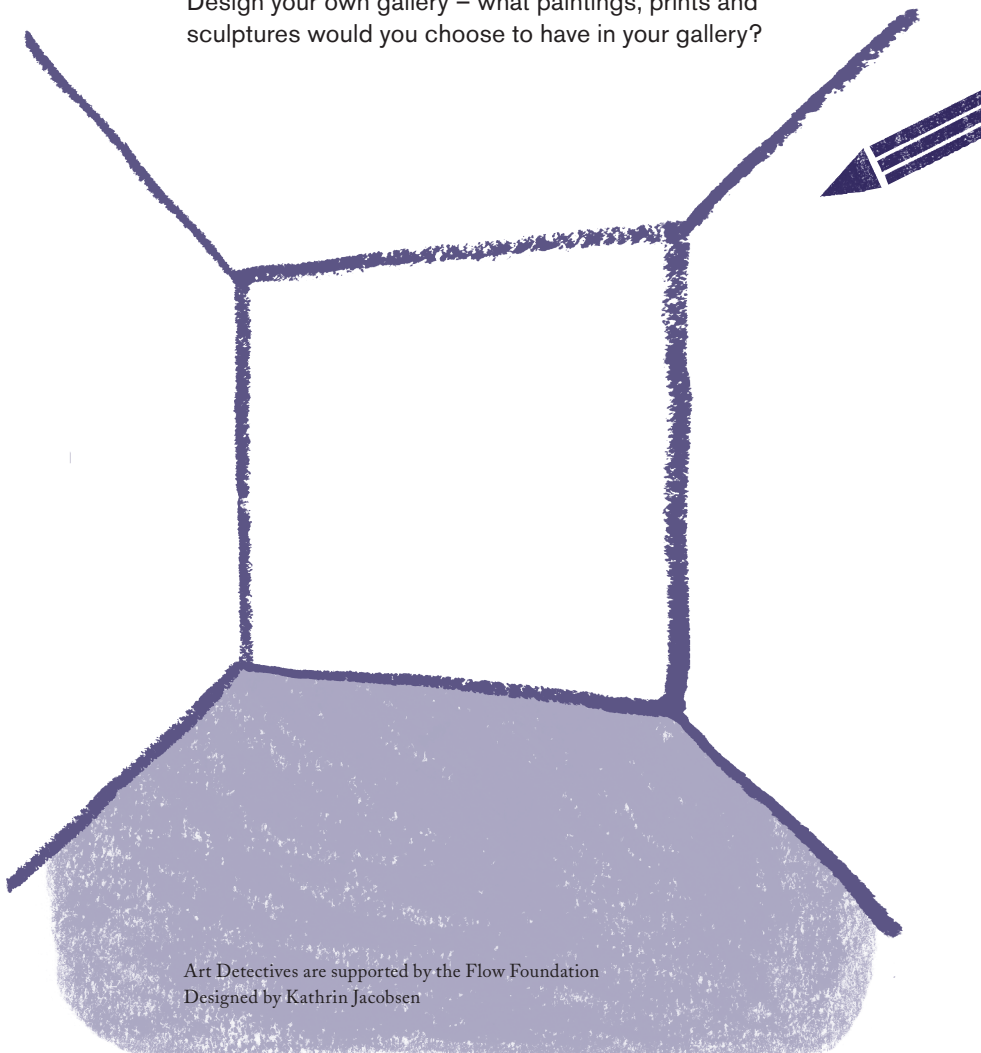 Design your own gallery – what paintings, prints and
sculptures would you choose to have in your gallery?
Art Detectives are supported by the Flow Foundation
Designed by Kathrin Jacobsen